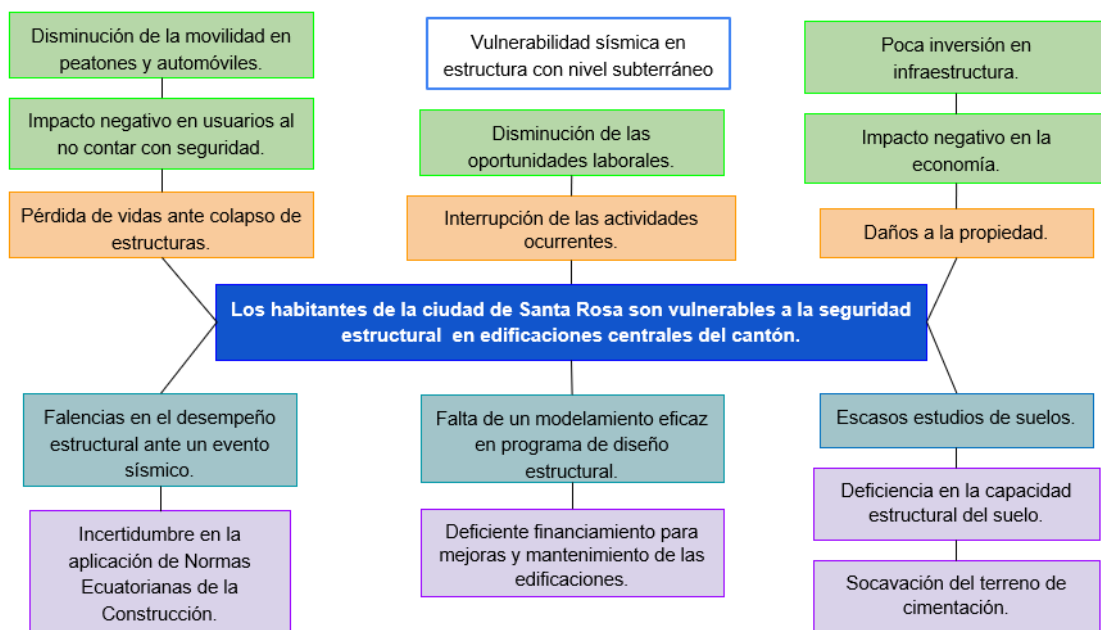 Disminución de la movilidad en
peatones y automóviles.
Vulnerabilidad sísmica en
estructura con nivel subterráneo
Poca inversión en
infraestructura.
Impacto negativo en usuarios al
no contar con seguridad.
Disminución de las
oportunidades laborales.
Impacto negativo en la
economía.
Pérdida de vidas ante colapso de
estructuras.
Interrupción de las actividades
ocurrentes.
Daños a la propiedad.
Los habitantes de la ciudad de Santa Rosa son vulnerables a la seguridad
estructural en edificaciones centrales del cantón.
Falencias en el desempeño
estructural ante un evento
sísmico.
Falta de un modelamiento eficaz
en programa de diseño
estructural.
Escasos estudios de suelos.
Incertidumbre en la
aplicación de Normas
Ecuatorianas de la
Construcción.
Deficiente financiamiento para
mejoras y mantenimiento de las
edificaciones.
Deficiencia en la capacidad
estructural del suelo.
Socavación del terreno de
cimentación.